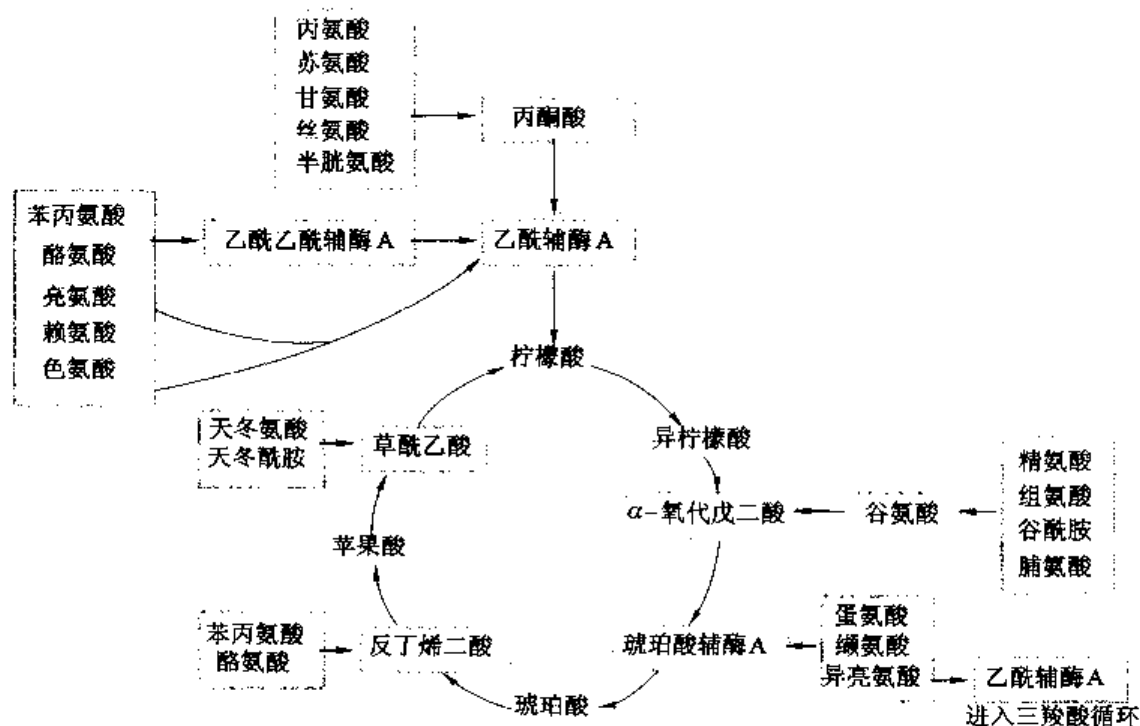 丙氨酸
苏氨酸
甘氨酸
丝氨酸
半胱氨酸
丙酮酸
苯丙氨酸
酪氨酸
亮氨酸
赖氨酸
色氨酸
乙酰乙酰辅酶A
乙酰辅酶A
柠檬酸
天冬氨酸
天冬酰胺
草酰乙酸
异柠檬酸
α-氧代戊二酸
谷氨酸
精氨酸
组氨酸
谷酰胺
脯氨酸
苹果酸
苯丙氨酸
酪氨酸
反丁烯二酸
琥珀酸辅酶A
蛋氨酸
缬氨酸
异亮氨酸
乙酰辅酶A
进入三羧酸循环
琥珀酸